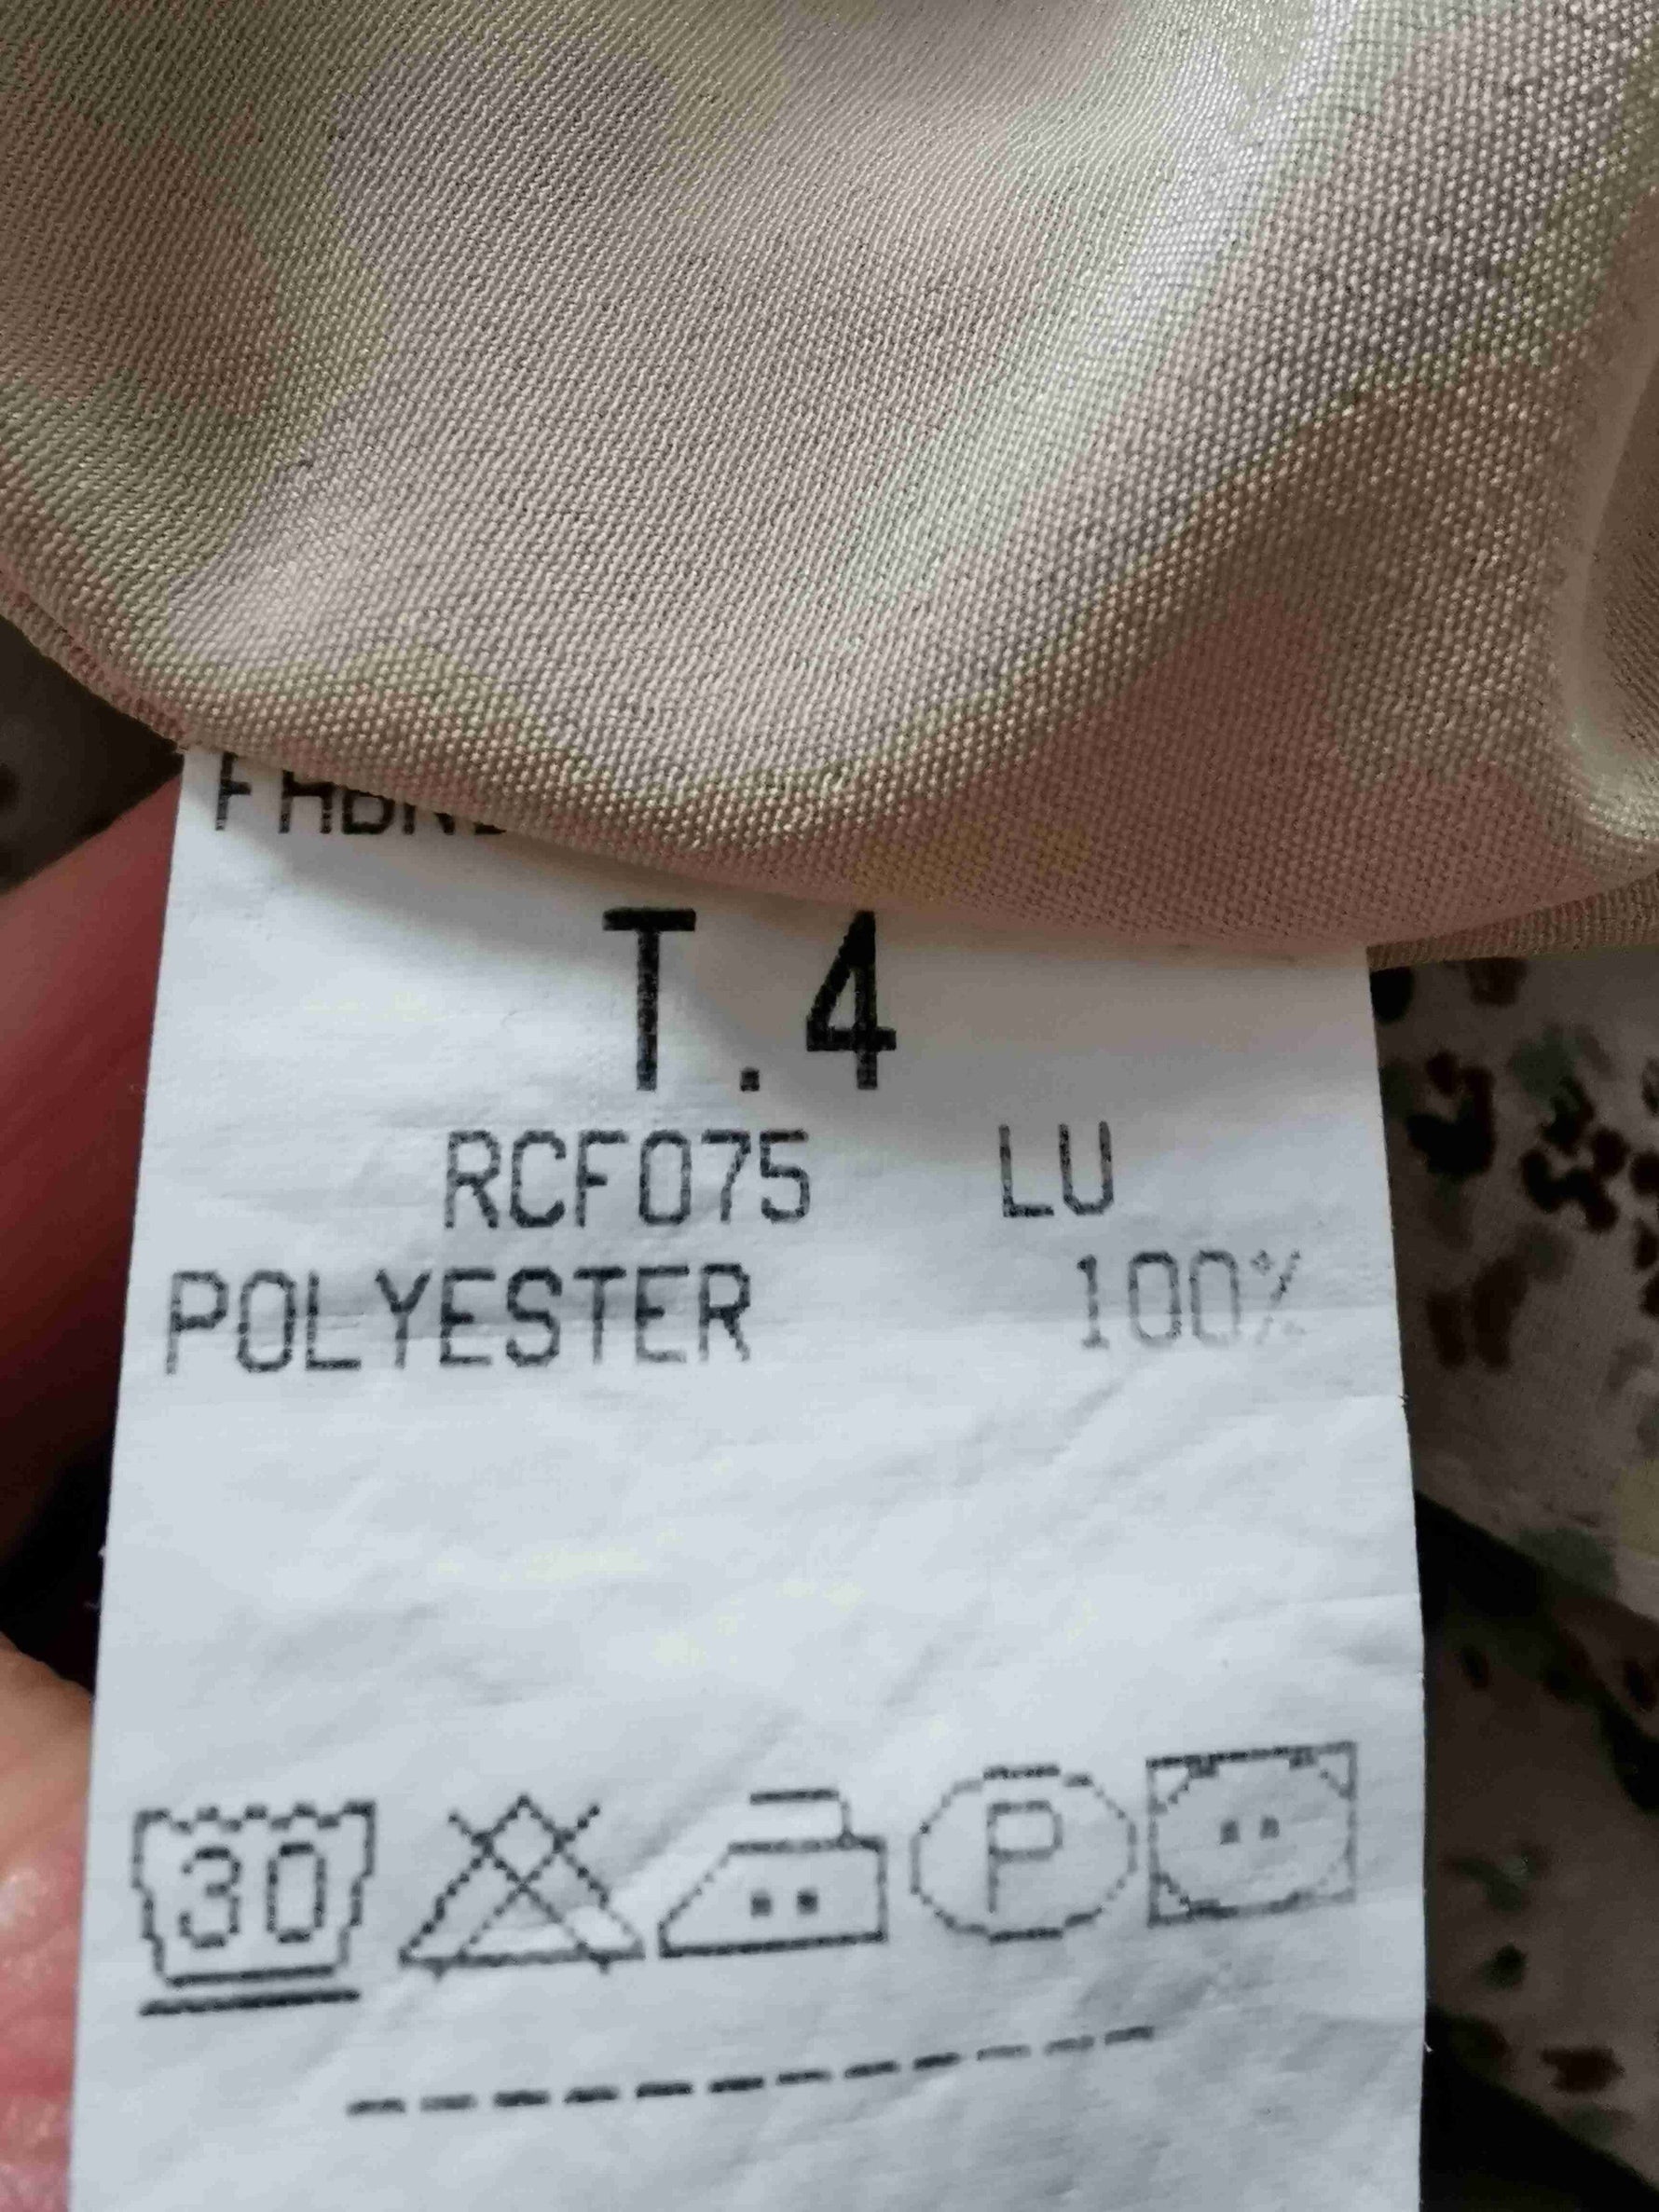 T.4
RCF075 LU
POLYESTER 100%
30 P